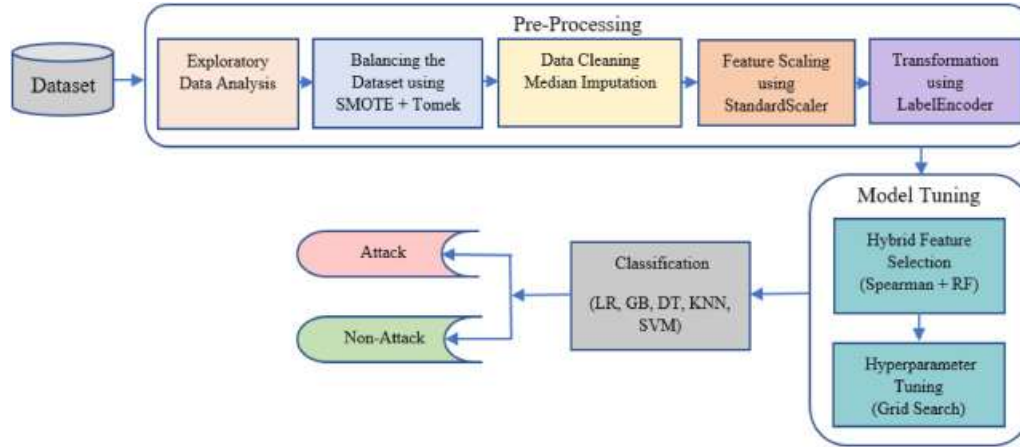 Pre-Processing
Dataset
Exploratory
Data Analysis
Balancing the
Dataset using
SMOTE + Tomek
Data Cleaning
Median Imputation
Feature Scaling
using
StandardScaler
Transformation
using
LabelEncoder
Model Tuning
Hybrid Feature
Selection
(Spearman + RF)
Hyperparameter
Tuning
(Grid Search)
Classification
(LR, GB, DT, KNN,
SVM)
Attack
Non-Attack